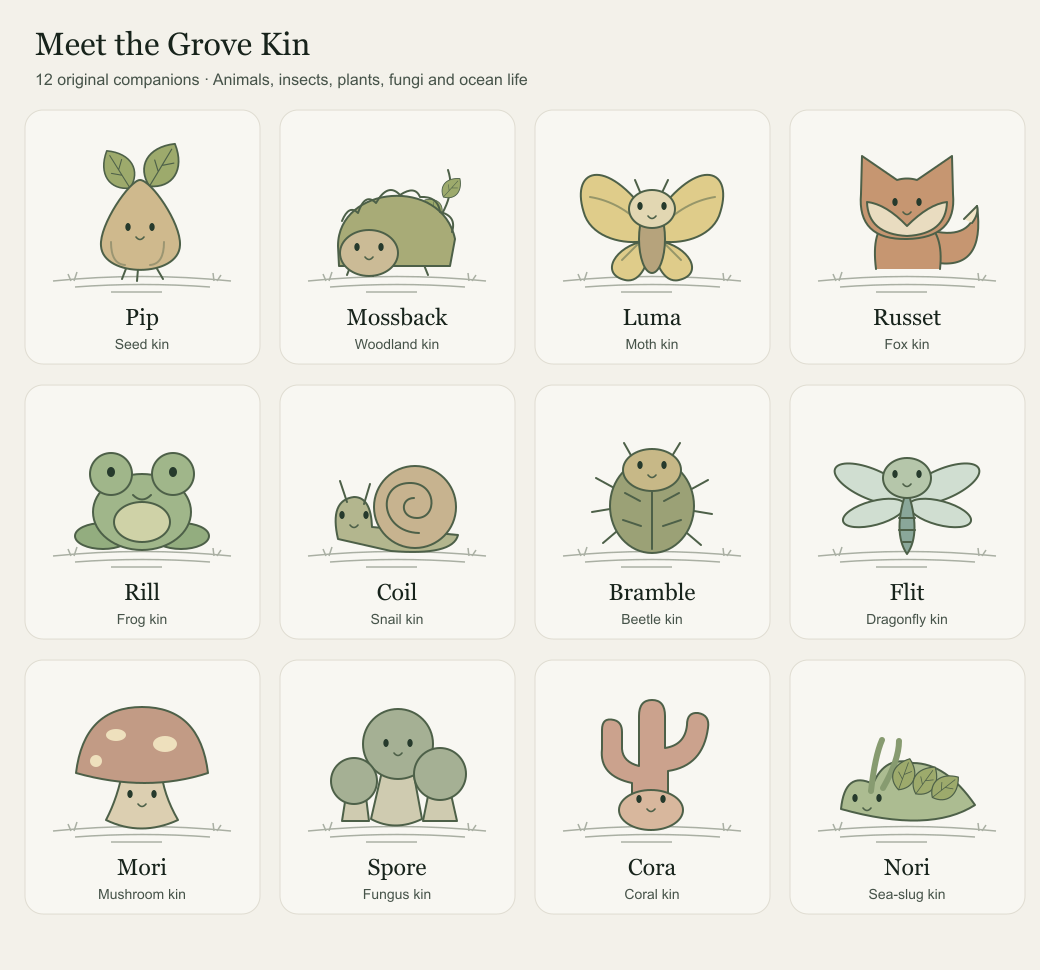 Meet the Grove Kin
12 original companions · Animals, insects, plants, fungi and ocean life
Pip
Seed kin
Mossback
Woodland kin
Luma
Moth kin
Russet
Fox kin
Rill
Frog kin
Coil
Snail kin
Bramble
Beetle kin
Flit
Dragonfly kin
Mori
Mushroom kin
Spore
Fungus kin
Cora
Coral kin
Nori
Sea-slug kin